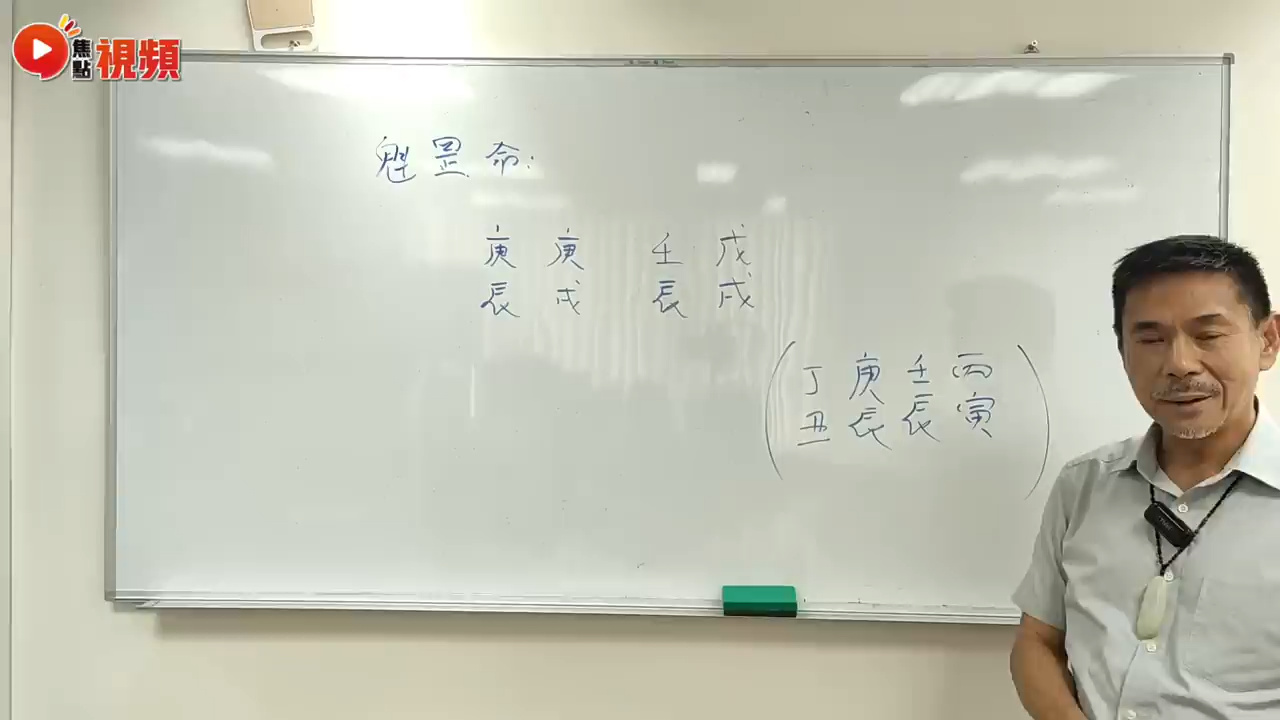 焦點視頻
魁罡命:
庚 庚 壬 戊
辰 戌 辰 戌
丁 庚 壬 丙
丑 辰 辰 寅